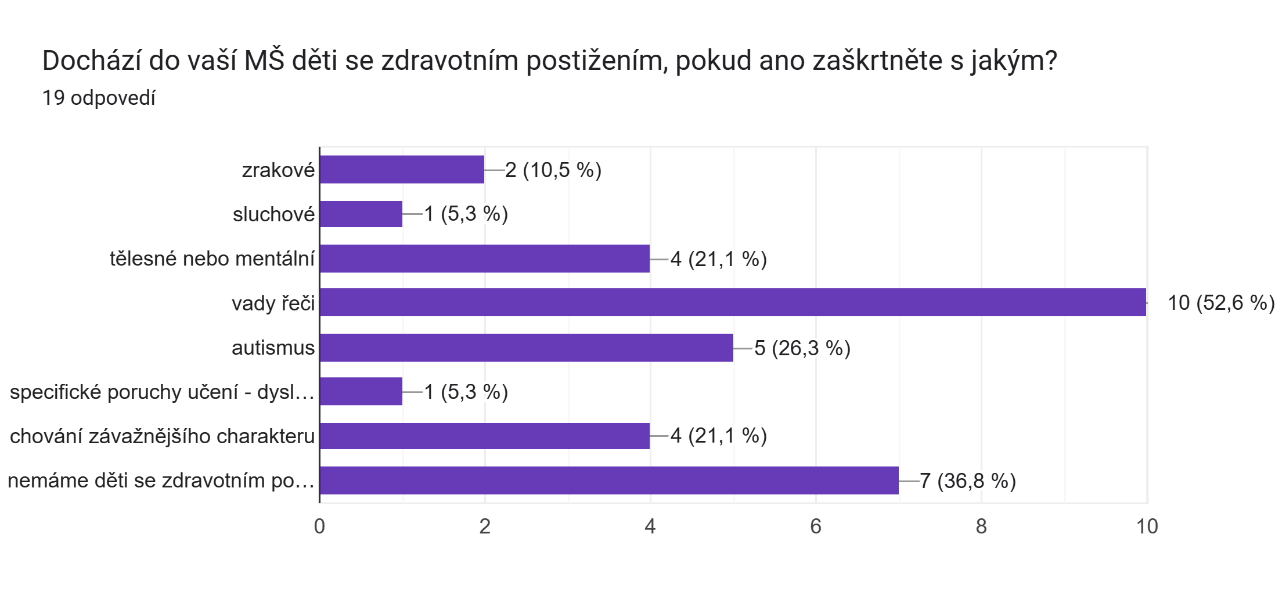 Dochází do vaší MŠ děti se zdravotním postižením, pokud ano zaškrtněte s jakým?
19 odpovedí
zrakové 2 (10,5 %)
sluchové 1 (5,3 %)
tělesné nebo mentální 4 (21,1 %)
vady řeči 10 (52,6 %)
autismus 5 (26,3 %)
specifické poruchy učení - dysl… 1 (5,3 %)
chování závažnějšího charakteru 4 (21,1 %)
nemáme děti se zdravotním po… 7 (36,8 %)
0 2 4 6 8 10